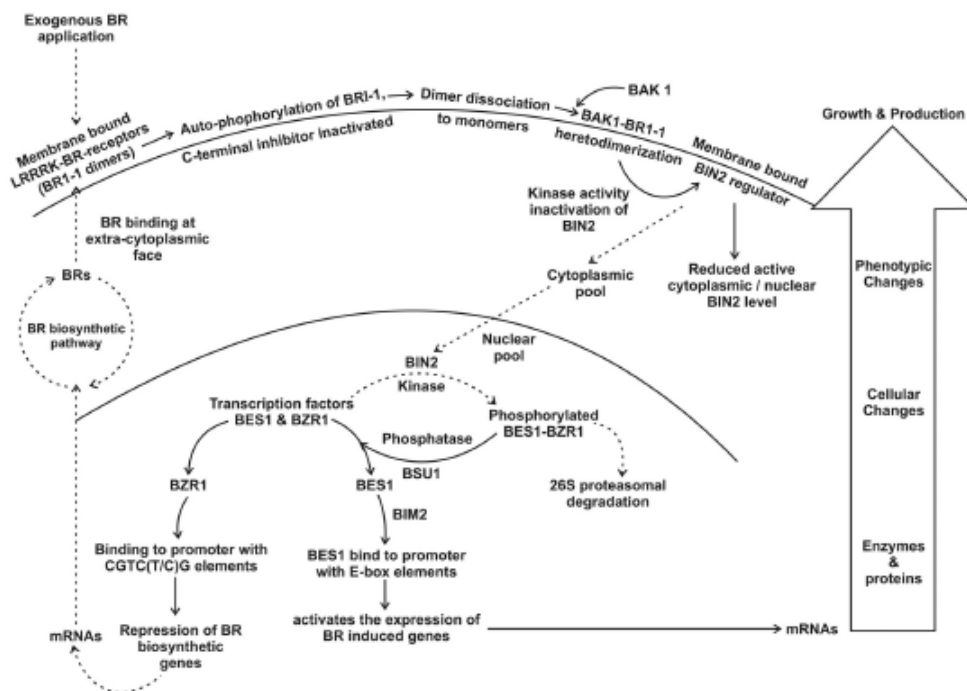 Exogenous BR
application
Membrane bound
LRRRK-BR-receptors
(BR1-1 dimers)
Auto-phophorylation of BRI-1,
C-terminal inhibitor inactivated
Dimer dissociation
to monomers
BAK 1
BAK1-BR1-1
heretodimerization
Membrane bound
BIN2 regulator
Growth & Production
Kinase activity
inactivation of
BIN2
BR binding at
extra-cytoplasmic
face
BRs
BR biosynthetic
pathway
Cytoplasmic
pool
Reduced active
cytoplasmic / nuclear
BIN2 level
Phenotypic
Changes
Nuclear
pool
BIN2
Kinase
Transcription factors
BES1 & BZR1
Phosphorylated
BES1-BZR1
Phosphatase
BSU1
Cellular
Changes
BZR1
BES1
26S proteasomal
degradation
BIM2
Binding to promoter with
CGTC(T/C)G elements
BES1 bind to promoter
with E-box elements
Enzymes
&
proteins
mRNAs
Repression of BR
biosynthetic
genes
activates the expression of
BR induced genes
mRNAs